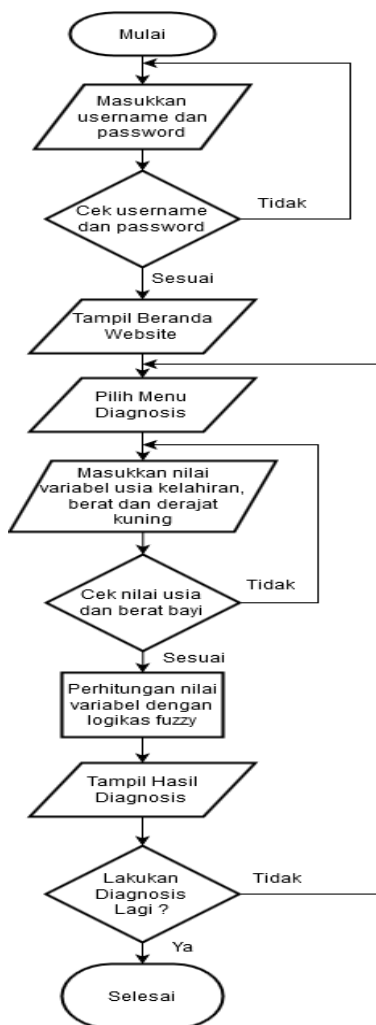 Mulai
Masukkan
username dan
password
Cek username
dan password
Tidak
Sesuai
Tampil Beranda
Website
Pilih Menu
Diagnosis
Masukkan nilai
variabel usia kelahiran,
berat dan derajat
kuning
Cek nilai usia
dan berat bayi
Tidak
Sesuai
Perhitungan nilai
variabel dengan
logikas fuzzy
Tampil Hasil
Diagnosis
Lakukan
Diagnosis
Lagi ?
Tidak
Ya
Selesai